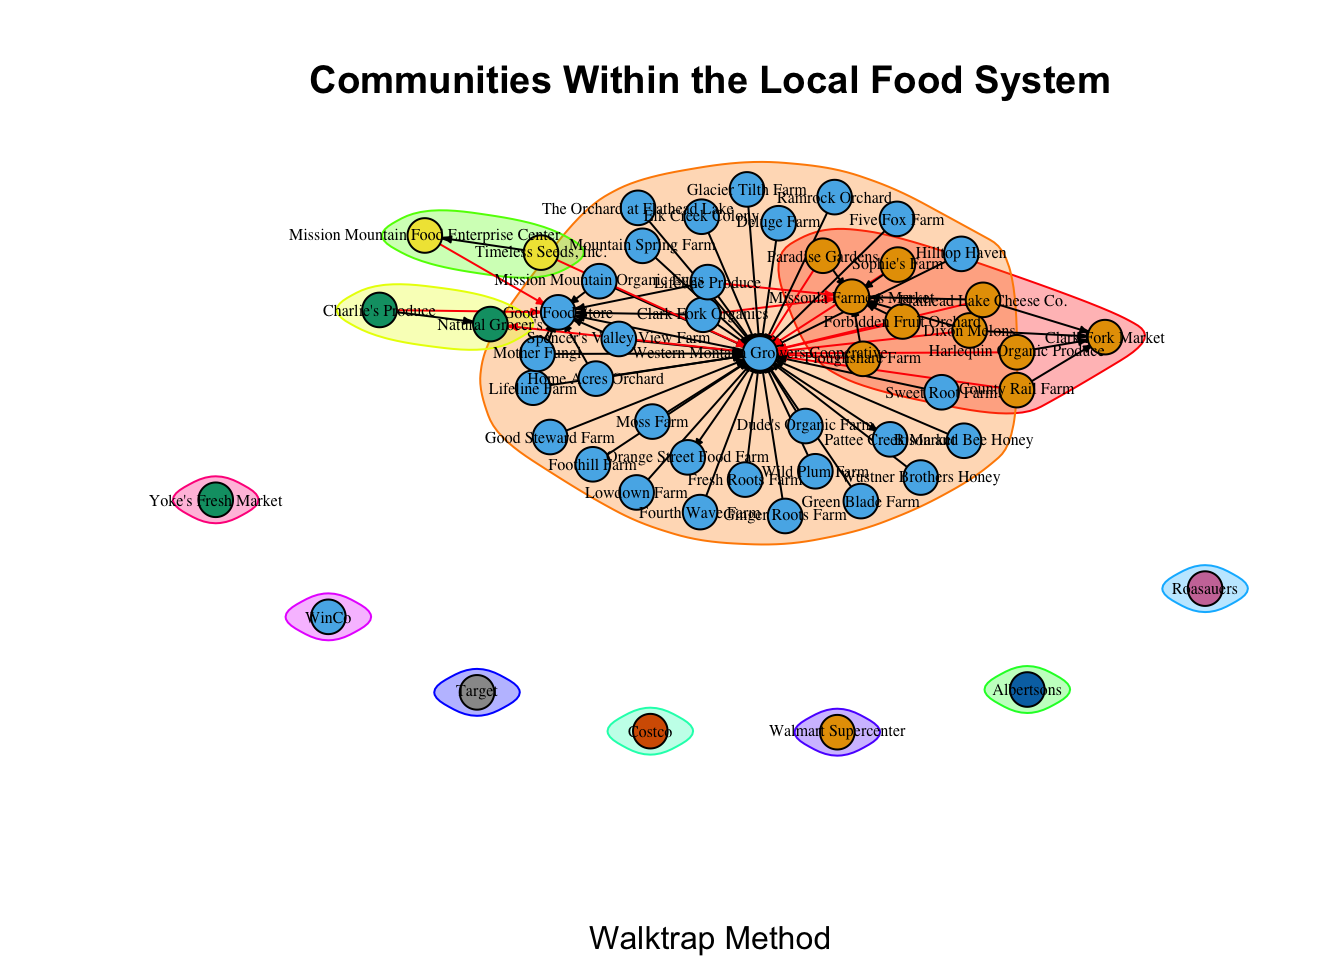 Communities Within the Local Food System
Glacier Tilth Farm
Ramrock Orchard
The Orchard at Flathead Lake
Elk Creek Colony
Deluge Farm
Five Fox Farm
Mission Mountain Food Enterprise Center
Mountain Spring Farm
Timeless Seeds, Inc.
Paradise Gardens
Hilltop Haven
Sophie's Farm
Mission Mountain Organic Eggs
Lifeline Produce
Missoula Farmers Market
Flathead Lake Cheese Co.
Charlie's Produce
Good Food Store
Clark Fork Organics
Natural Grocer's
Forbidden Fruit Orchard
Dixon Melons
Spencer's Valley View Farm
Clark Fork Market
Mother Fungi
Western Montana Growers Cooperative
Ploughshare Farm
Harlequin Organic Produce
Home Acres Orchard
Lifeline Farm
Sweet Root Farm
County Rail Farm
Moss Farm
Dude's Organic Farm
Good Steward Farm
Pattee Creek Market
Bee Honey
Orange Street Food Farm
Foothill Farm
Wild Plum Farm
Wustner Brothers Honey
Fresh Roots Farm
Lowdown Farm
Yoke's Fresh Market
Green Blade Farm
Fourth Wave Farm
Ginger Roots Farm
Roasauers
WinCo
Target
Albertsons
Costco
Walmart Supercenter
Walktrap Method